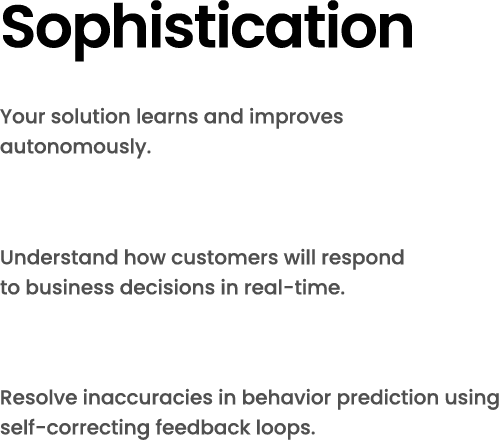 Sophistication
Your solution learns and improves
autonomously.
Understand how customers will respond
to business decisions in real-time.
Resolve inaccuracies in behavior prediction using
self-correcting feedback loops.